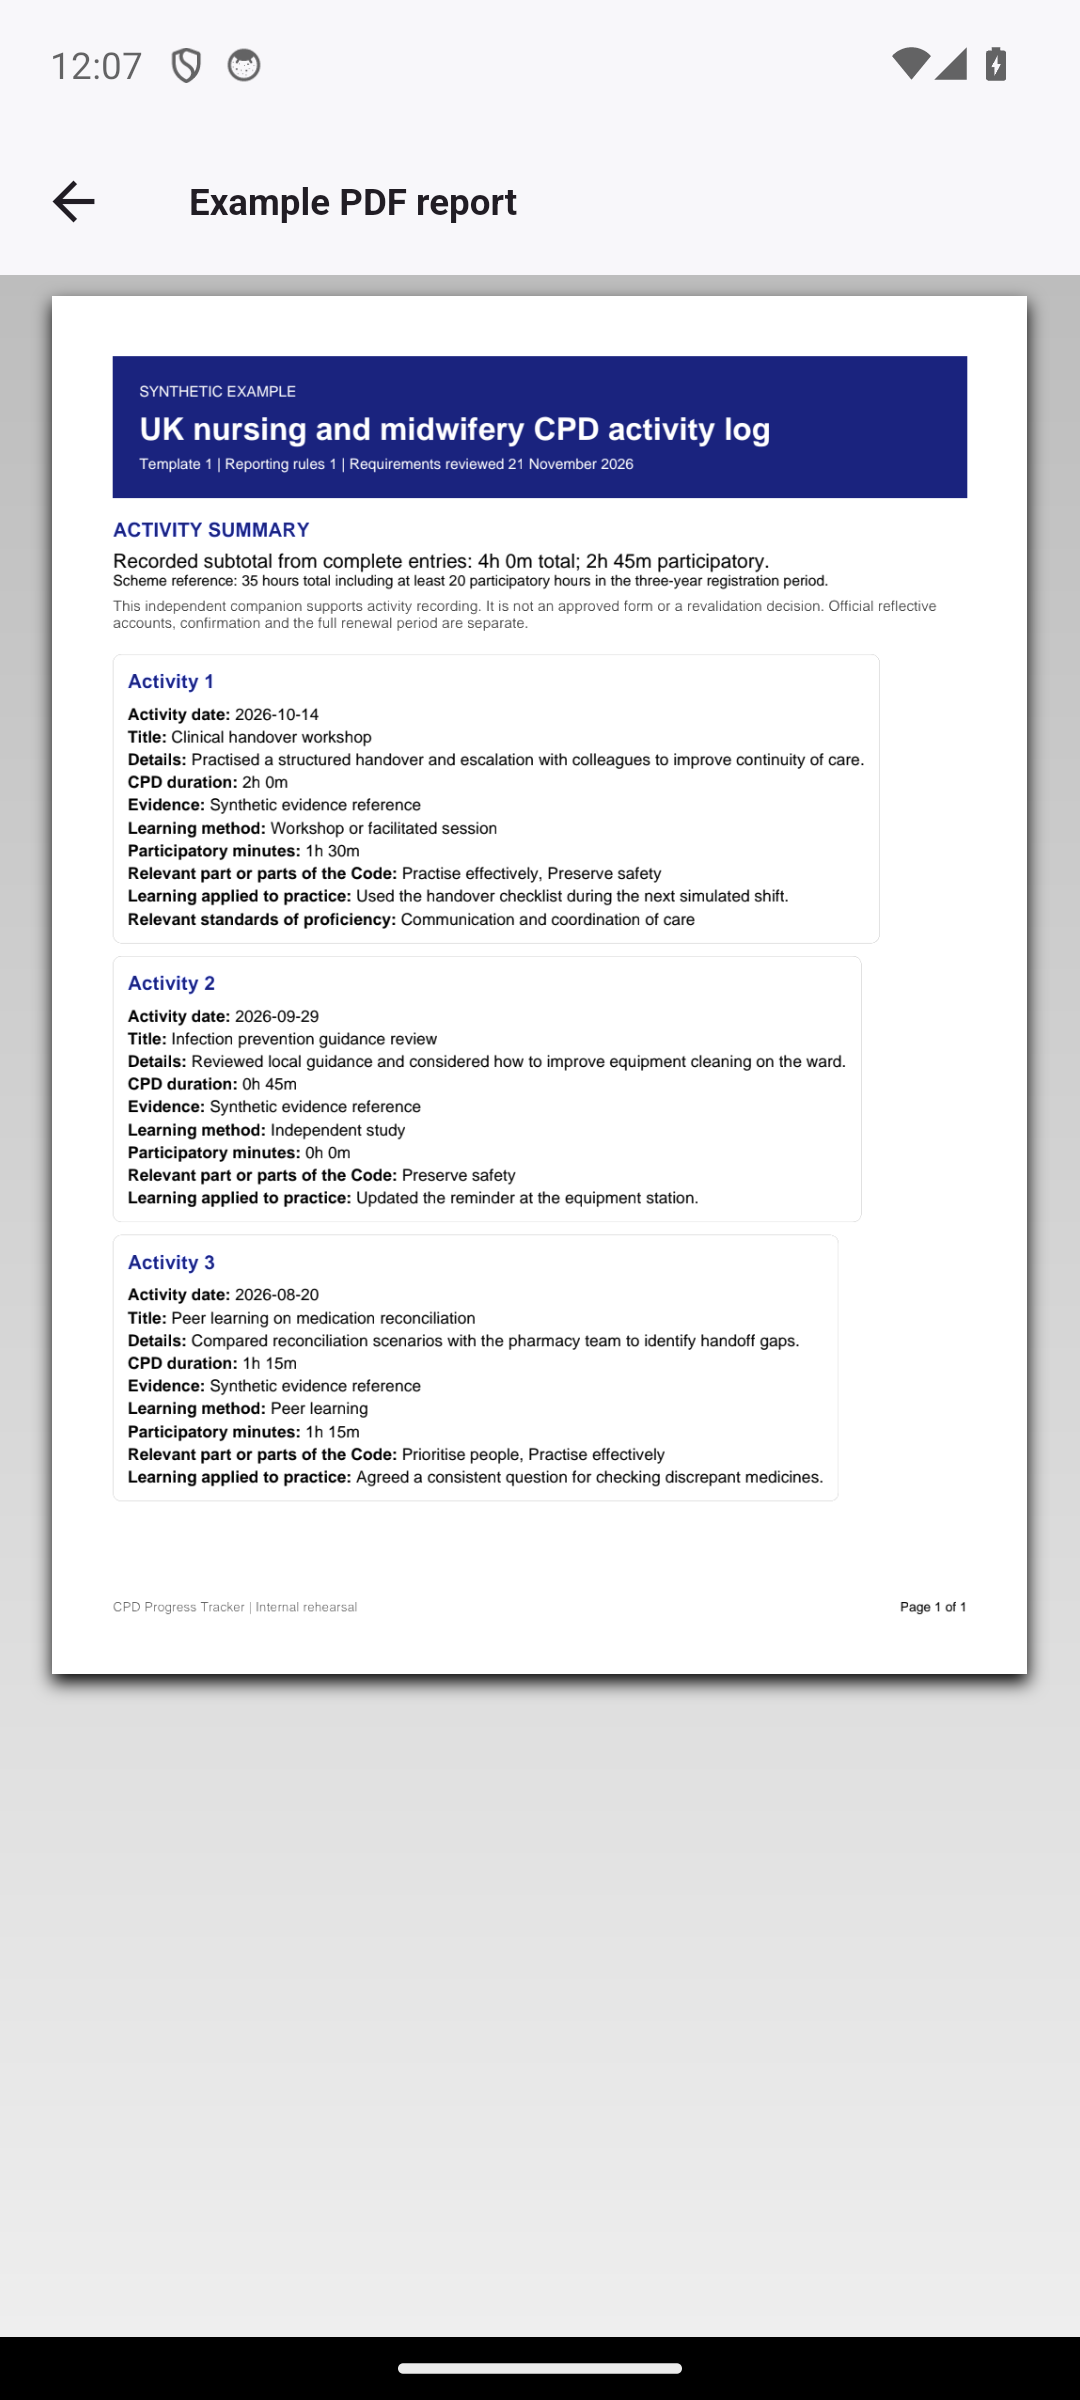 12:07
Example PDF report
SYNTHETIC EXAMPLE
UK nursing and midwifery CPD activity log
Template 1 | Reporting rules 1 | Requirements reviewed 21 November 2026
ACTIVITY SUMMARY
Recorded subtotal from complete entries: 4h 0m total; 2h 45m participatory.
Scheme reference: 35 hours total including at least 20 participatory hours in the three-year registration period.
This independent companion supports activity recording. It is not an approved form or a revalidation decision. Official reflective
accounts, confirmation and the full renewal period are separate.
Activity 1
Activity date: 2026-10-14
Title: Clinical handover workshop
Details: Practised a structured handover and escalation with colleagues to improve continuity of care.
CPD duration: 2h 0m
Evidence: Synthetic evidence reference
Learning method: Workshop or facilitated session
Participatory minutes: 1h 30m
Relevant part or parts of the Code: Practise effectively, Preserve safety
Learning applied to practice: Used the handover checklist during the next simulated shift.
Relevant standards of proficiency: Communication and coordination of care
Activity 2
Activity date: 2026-09-29
Title: Infection prevention guidance review
Details: Reviewed local guidance and considered how to improve equipment cleaning on the ward.
CPD duration: 0h 45m
Evidence: Synthetic evidence reference
Learning method: Independent study
Participatory minutes: 0h 0m
Relevant part or parts of the Code: Preserve safety
Learning applied to practice: Updated the reminder at the equipment station.
Activity 3
Activity date: 2026-08-20
Title: Peer learning on medication reconciliation
Details: Compared reconciliation scenarios with the pharmacy team to identify handoff gaps.
CPD duration: 1h 15m
Evidence: Synthetic evidence reference
Learning method: Peer learning
Participatory minutes: 1h 15m
Relevant part or parts of the Code: Prioritise people, Practise effectively
Learning applied to practice: Agreed a consistent question for checking discrepant medicines.
CPD Progress Tracker | Internal rehearsal
Page 1 of 1